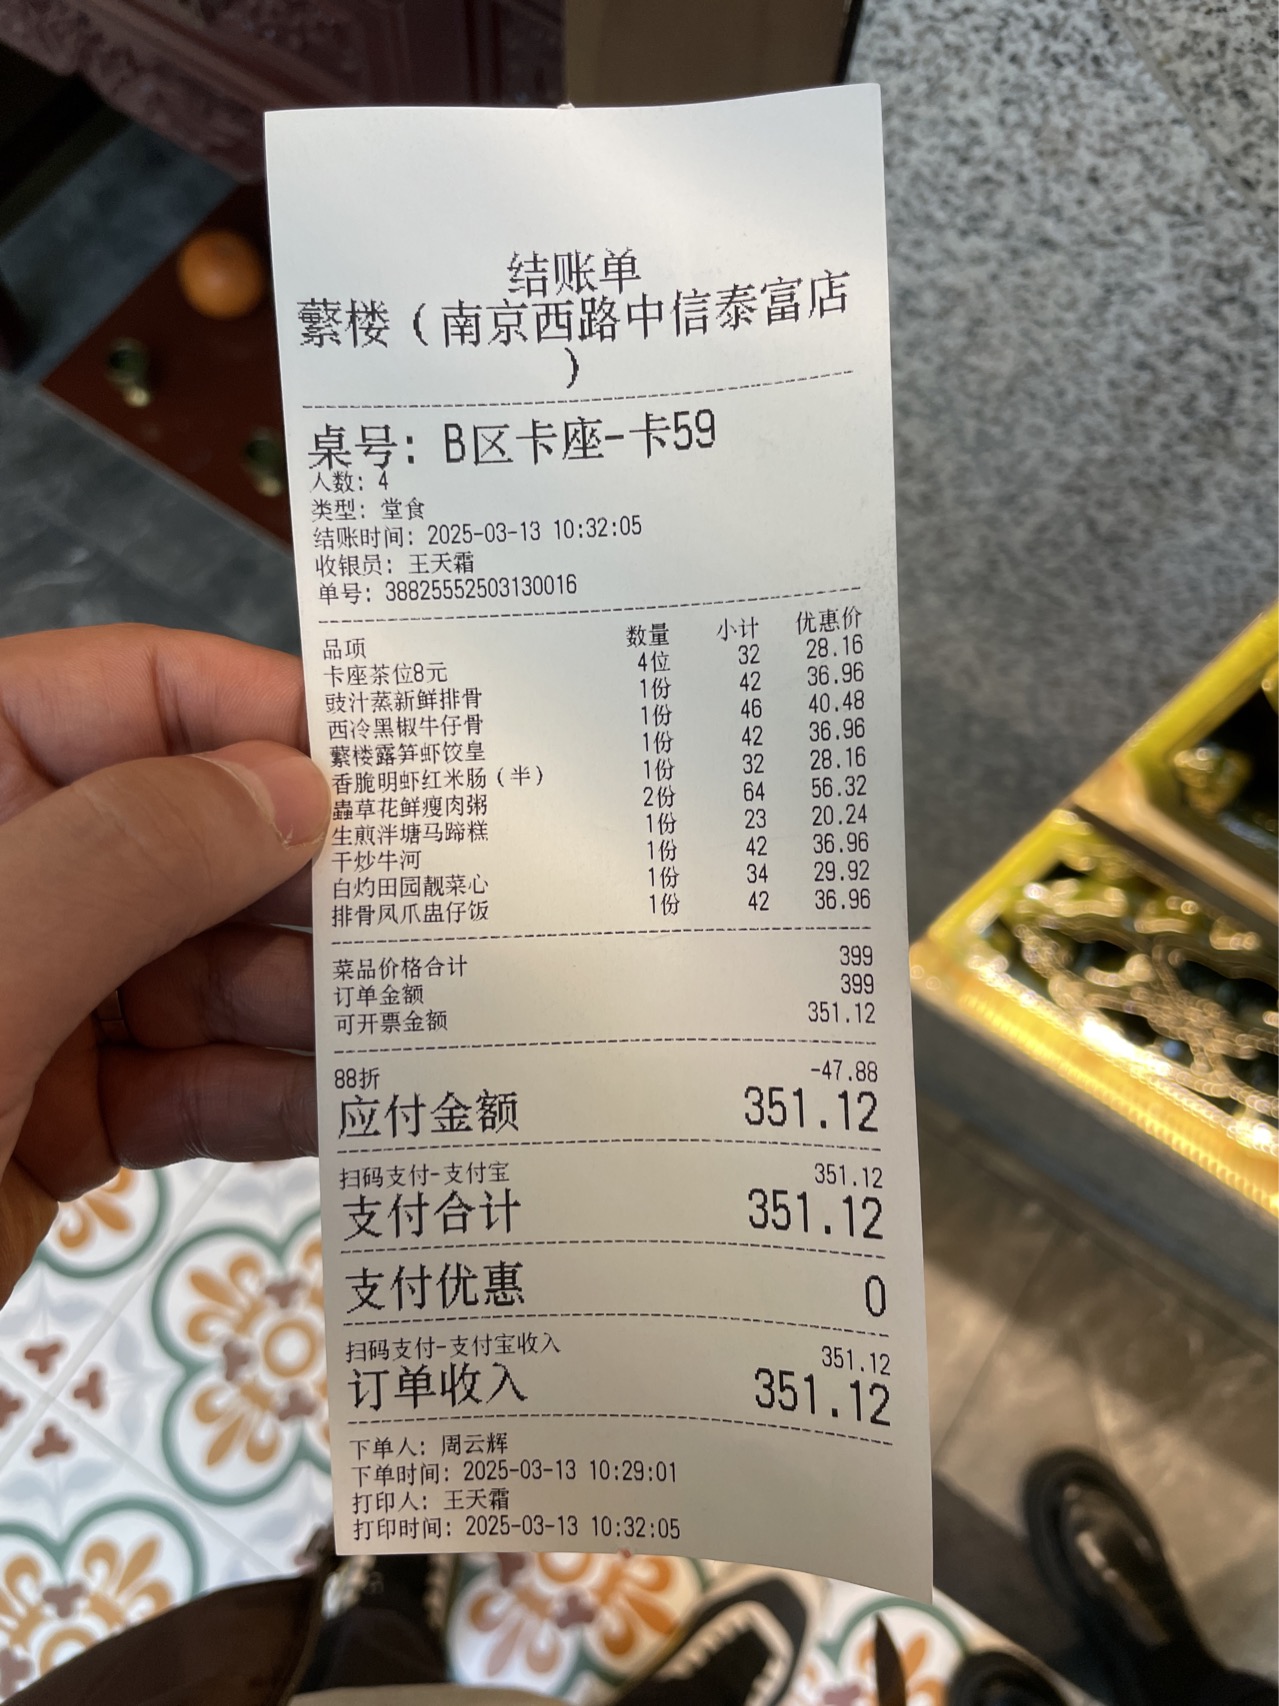 结账单
蘩楼（南京西路中信泰富店
）
桌号: B区卡座-卡59
人数: 4
类型: 堂食
结账时间: 2025-03-13 10:32:05
收银员: 王天霜
单号: 38825552503130016
品项 数量 小计 优惠价
卡座茶位8元 4位 32 28.16
豉汁蒸新鲜排骨 1份 42 36.96
西冷黑椒牛仔骨 1份 46 40.48
蘩楼露笋虾饺皇 1份 42 36.96
香脆明虾红米肠（半） 1份 32 28.16
蟲草花鲜瘦肉粥 2份 64 56.32
生煎泮塘马蹄糕 1份 23 20.24
干炒牛河 1份 42 36.96
白灼田园靓菜心 1份 34 29.92
排骨凤爪盅仔饭 1份 42 36.96
菜品价格合计 399
订单金额 399
可开票金额 351.12
88折 -47.88
应付金额 351.12
扫码支付-支付宝 351.12
支付合计 351.12
支付优惠 0
扫码支付-支付宝收入 351.12
订单收入 351.12
下单人: 周云辉
下单时间: 2025-03-13 10:29:01
打印人: 王天霜
打印时间: 2025-03-13 10:32:05